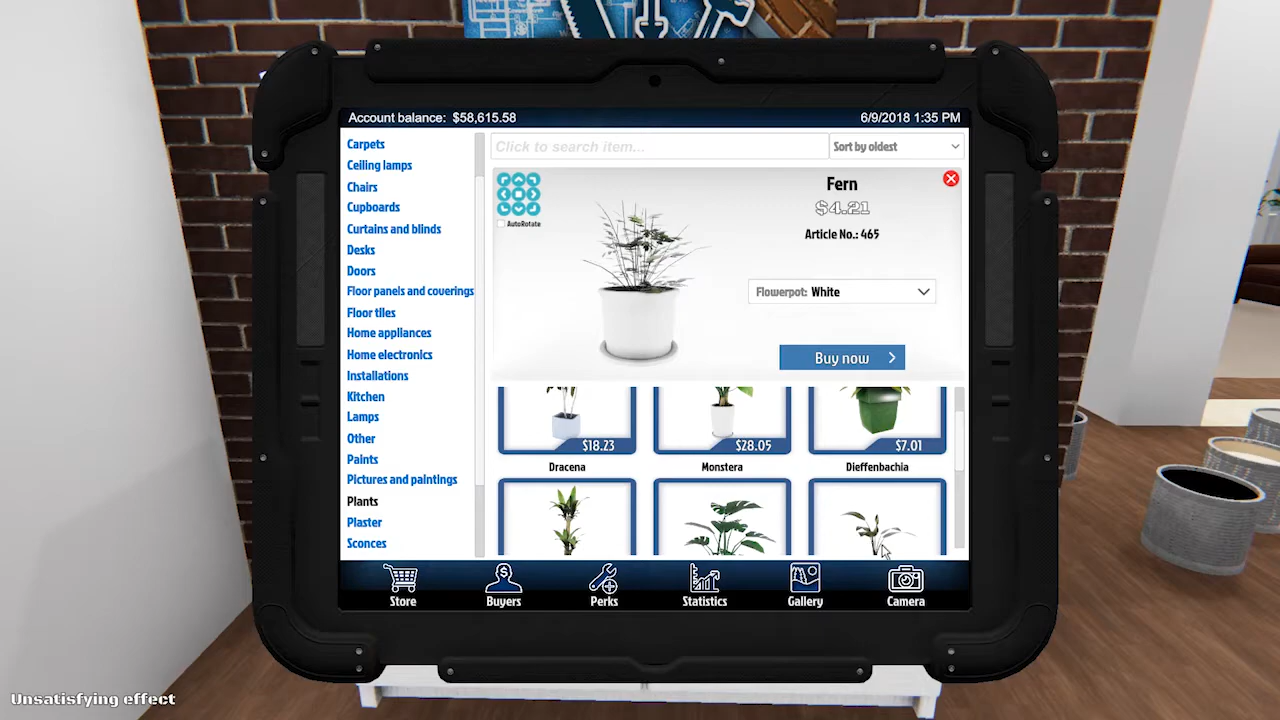 Account balance: $58,615.58
6/9/2018 1:35 PM
Carpets
Ceiling lamps
Chairs
Cupboards
Curtains and blinds
Desks
Doors
Floor panels and coverings
Floor tiles
Home appliances
Home electronics
Installations
Kitchen
Lamps
Other
Paints
Pictures and paintings
Plants
Plaster
Sconces
Click to search item...
Sort by oldest
AutoRotate
Fern
$4.21
Article No.: 465
Flowerpot: White
Buy now
$18.23
$28.05
$7.01
Dracena
Monstera
Dieffenbachia
Store
Buyers
Perks
Statistics
Gallery
Camera
Unsatisfying effect